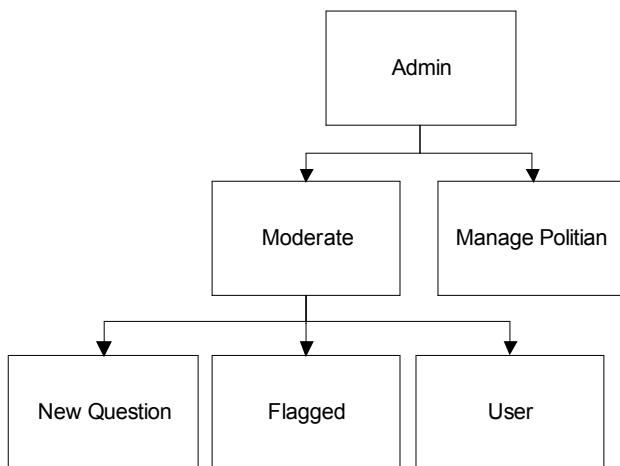 Admin
Moderate
Manage Politian
New Question
Flagged
User